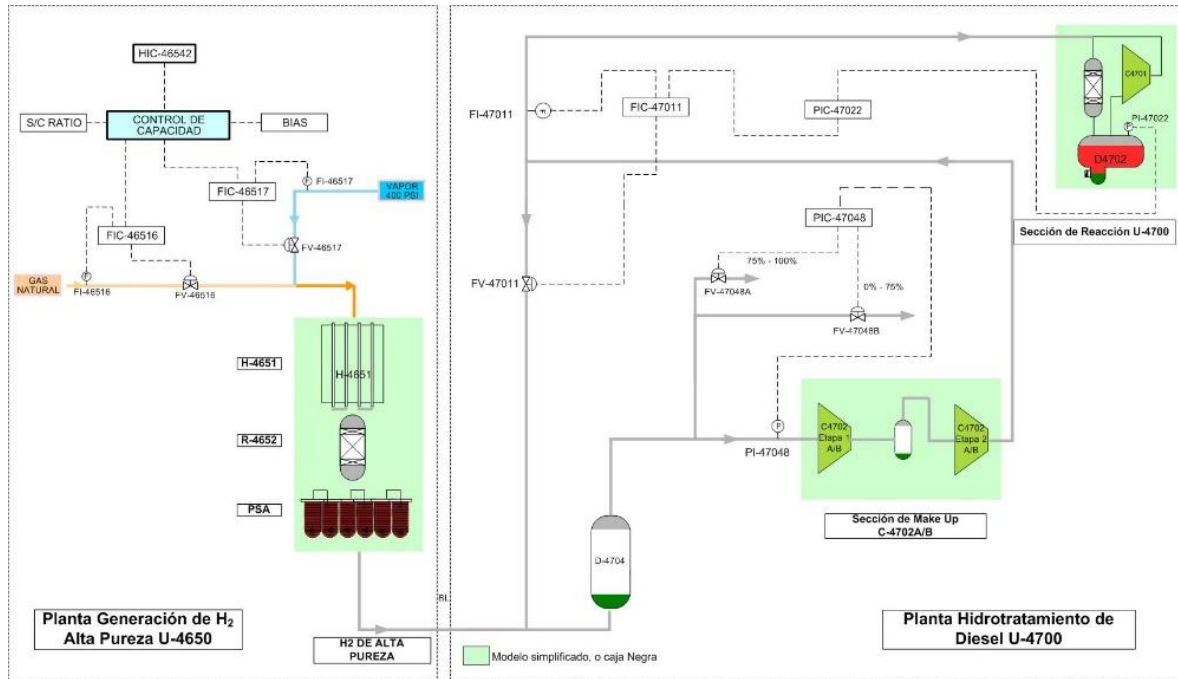 HIC-46542
S/C RATIO
CONTROL DE
CAPACIDAD
BIAS
FIC-46517
FI-46517
VAPOR
400 PSI
FIC-46516
FV-46517
GAS
NATURAL
F
FI-46516
FV-46516
H-4651
H-4651
R-4652
PSA
Planta Generación de H2
Alta Pureza U-4650
H2 DE ALTA
PUREZA
BL
FI-47011
FIC-47011
PIC-47022
C4701
PI-47022
P
D4702
Sección de Reacción U-4700
PIC-47048
FV-47011
75% - 100%
FV-47048A
0% - 75%
FV-47048B
P
PI-47048
C4702
Etapa 1
A/B
C4702
Etapa 2
A/B
Sección de Make Up
C-4702A/B
D-4704
Planta Hidrotratamiento de
Diesel U-4700
Modelo simplificado, o caja Negra